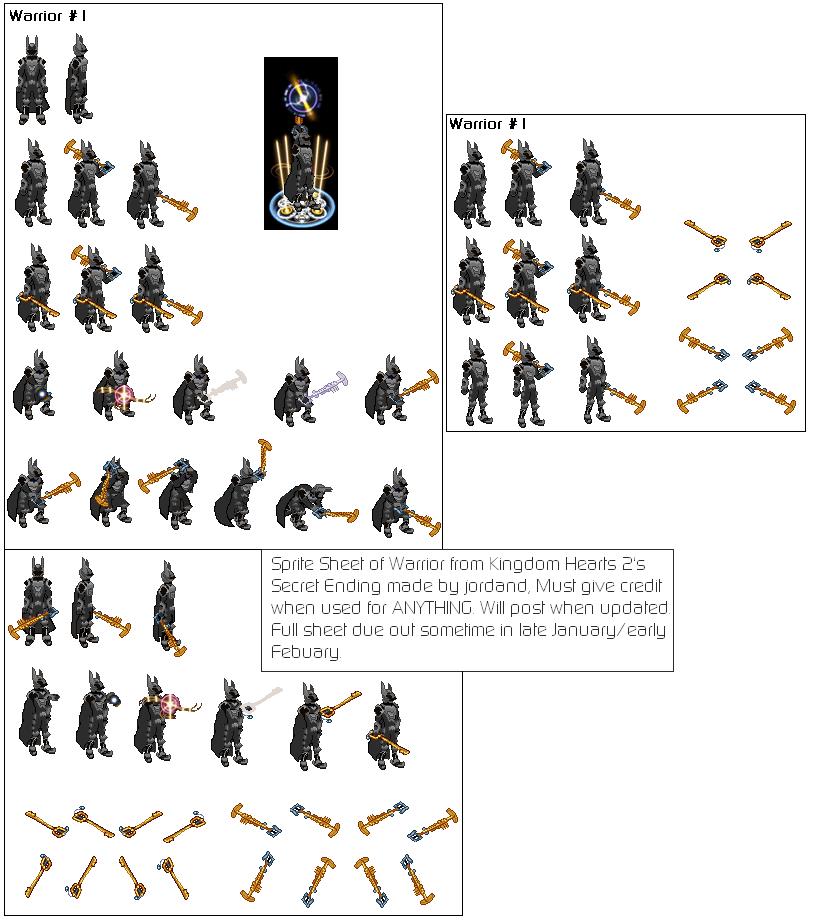 Warrior #1
Warrior #1
Sprite Sheet of Warrior from Kingdom Hearts 2's
Secret Ending made by jordand, Must give credit
when used for ANYTHING. Will post when updated
Full sheet due out sometime in late January/early
Febuary.